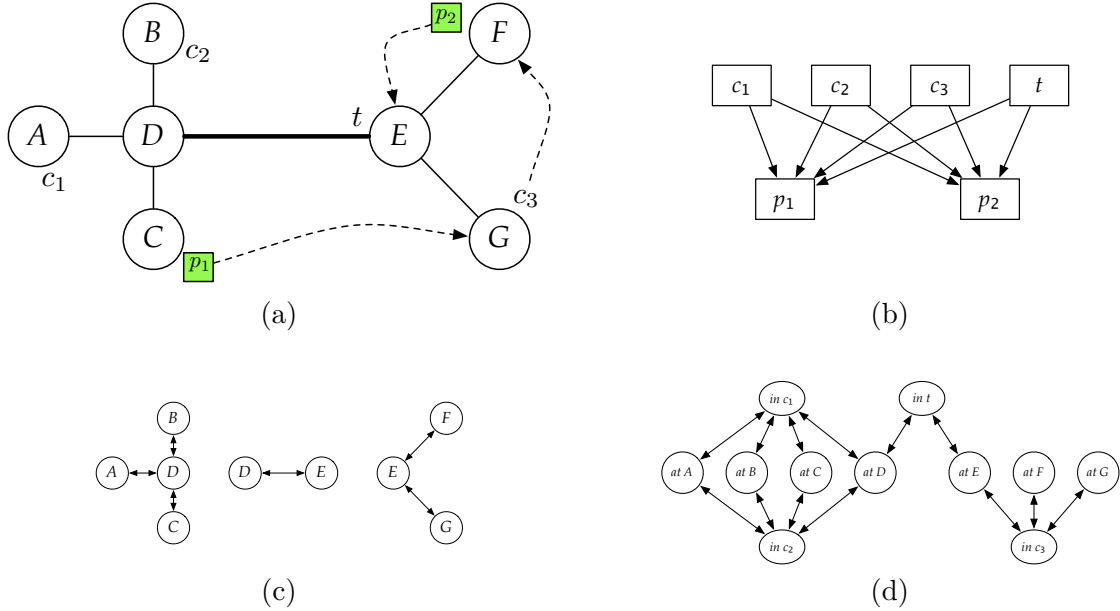 B
c2
p2
F
A
D
t
E
c1
c3
C
p1
G
(a)
c1 c2 c3 t
p1 p2
(b)
B
A D
C
D E
F
E
G
(c)
in c1 in t
at A at B at C at D at E at F at G
in c2 in c3
(d)